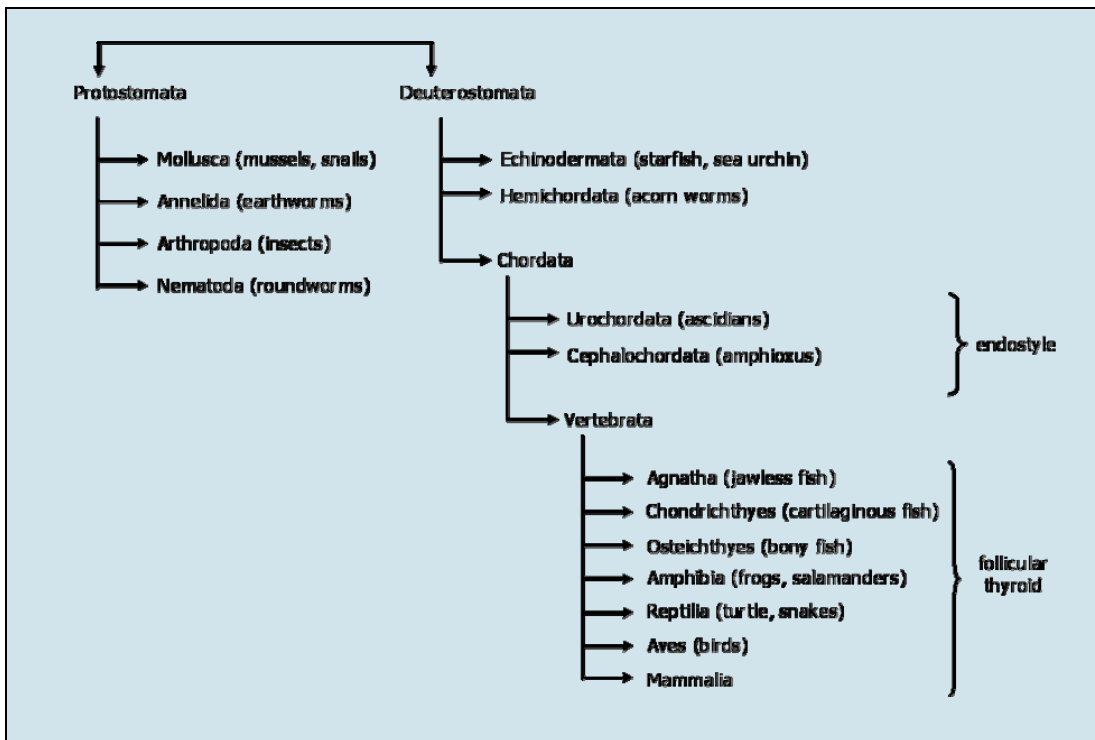 Protostomata
Deuterostomata
Mollusca (mussels, snails)
Annelida (earthworms)
Arthropoda (insects)
Nematoda (roundworms)
Echinodermata (starfish, sea urchin)
Hemichordata (acorn worms)
Chordata
Urochordata (ascidians)
Cephalochordata (amphioxus)
endostyle
Vertebrata
Agnatha (jawless fish)
Chondrichthyes (cartilaginous fish)
Osteichthyes (bony fish)
Amphibia (frogs, salamanders)
Reptilia (turtle, snakes)
Aves (birds)
Mammalia
follicular
thyroid